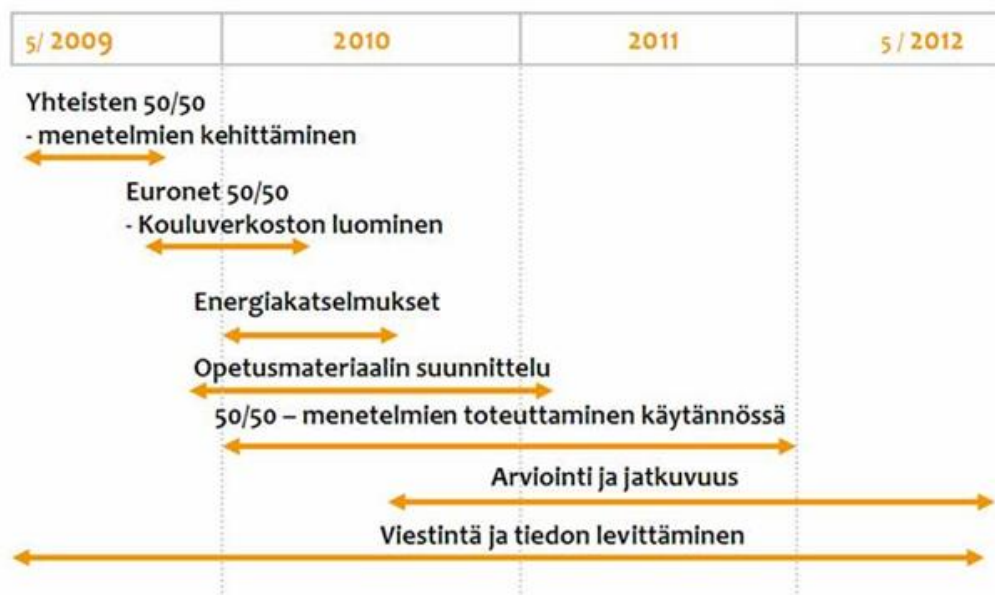 5/ 2009 2010 2011 5 / 2012
Yhteisten 50/50
- menetelmien kehittäminen
Euronet 50/50
- Kouluverkoston luominen
Energiakatselmukset
Opetusmateriaalin suunnittelu
50/50 – menetelmien toteuttaminen käytännössä
Arviointi ja jatkuvuus
Viestintä ja tiedon levittäminen